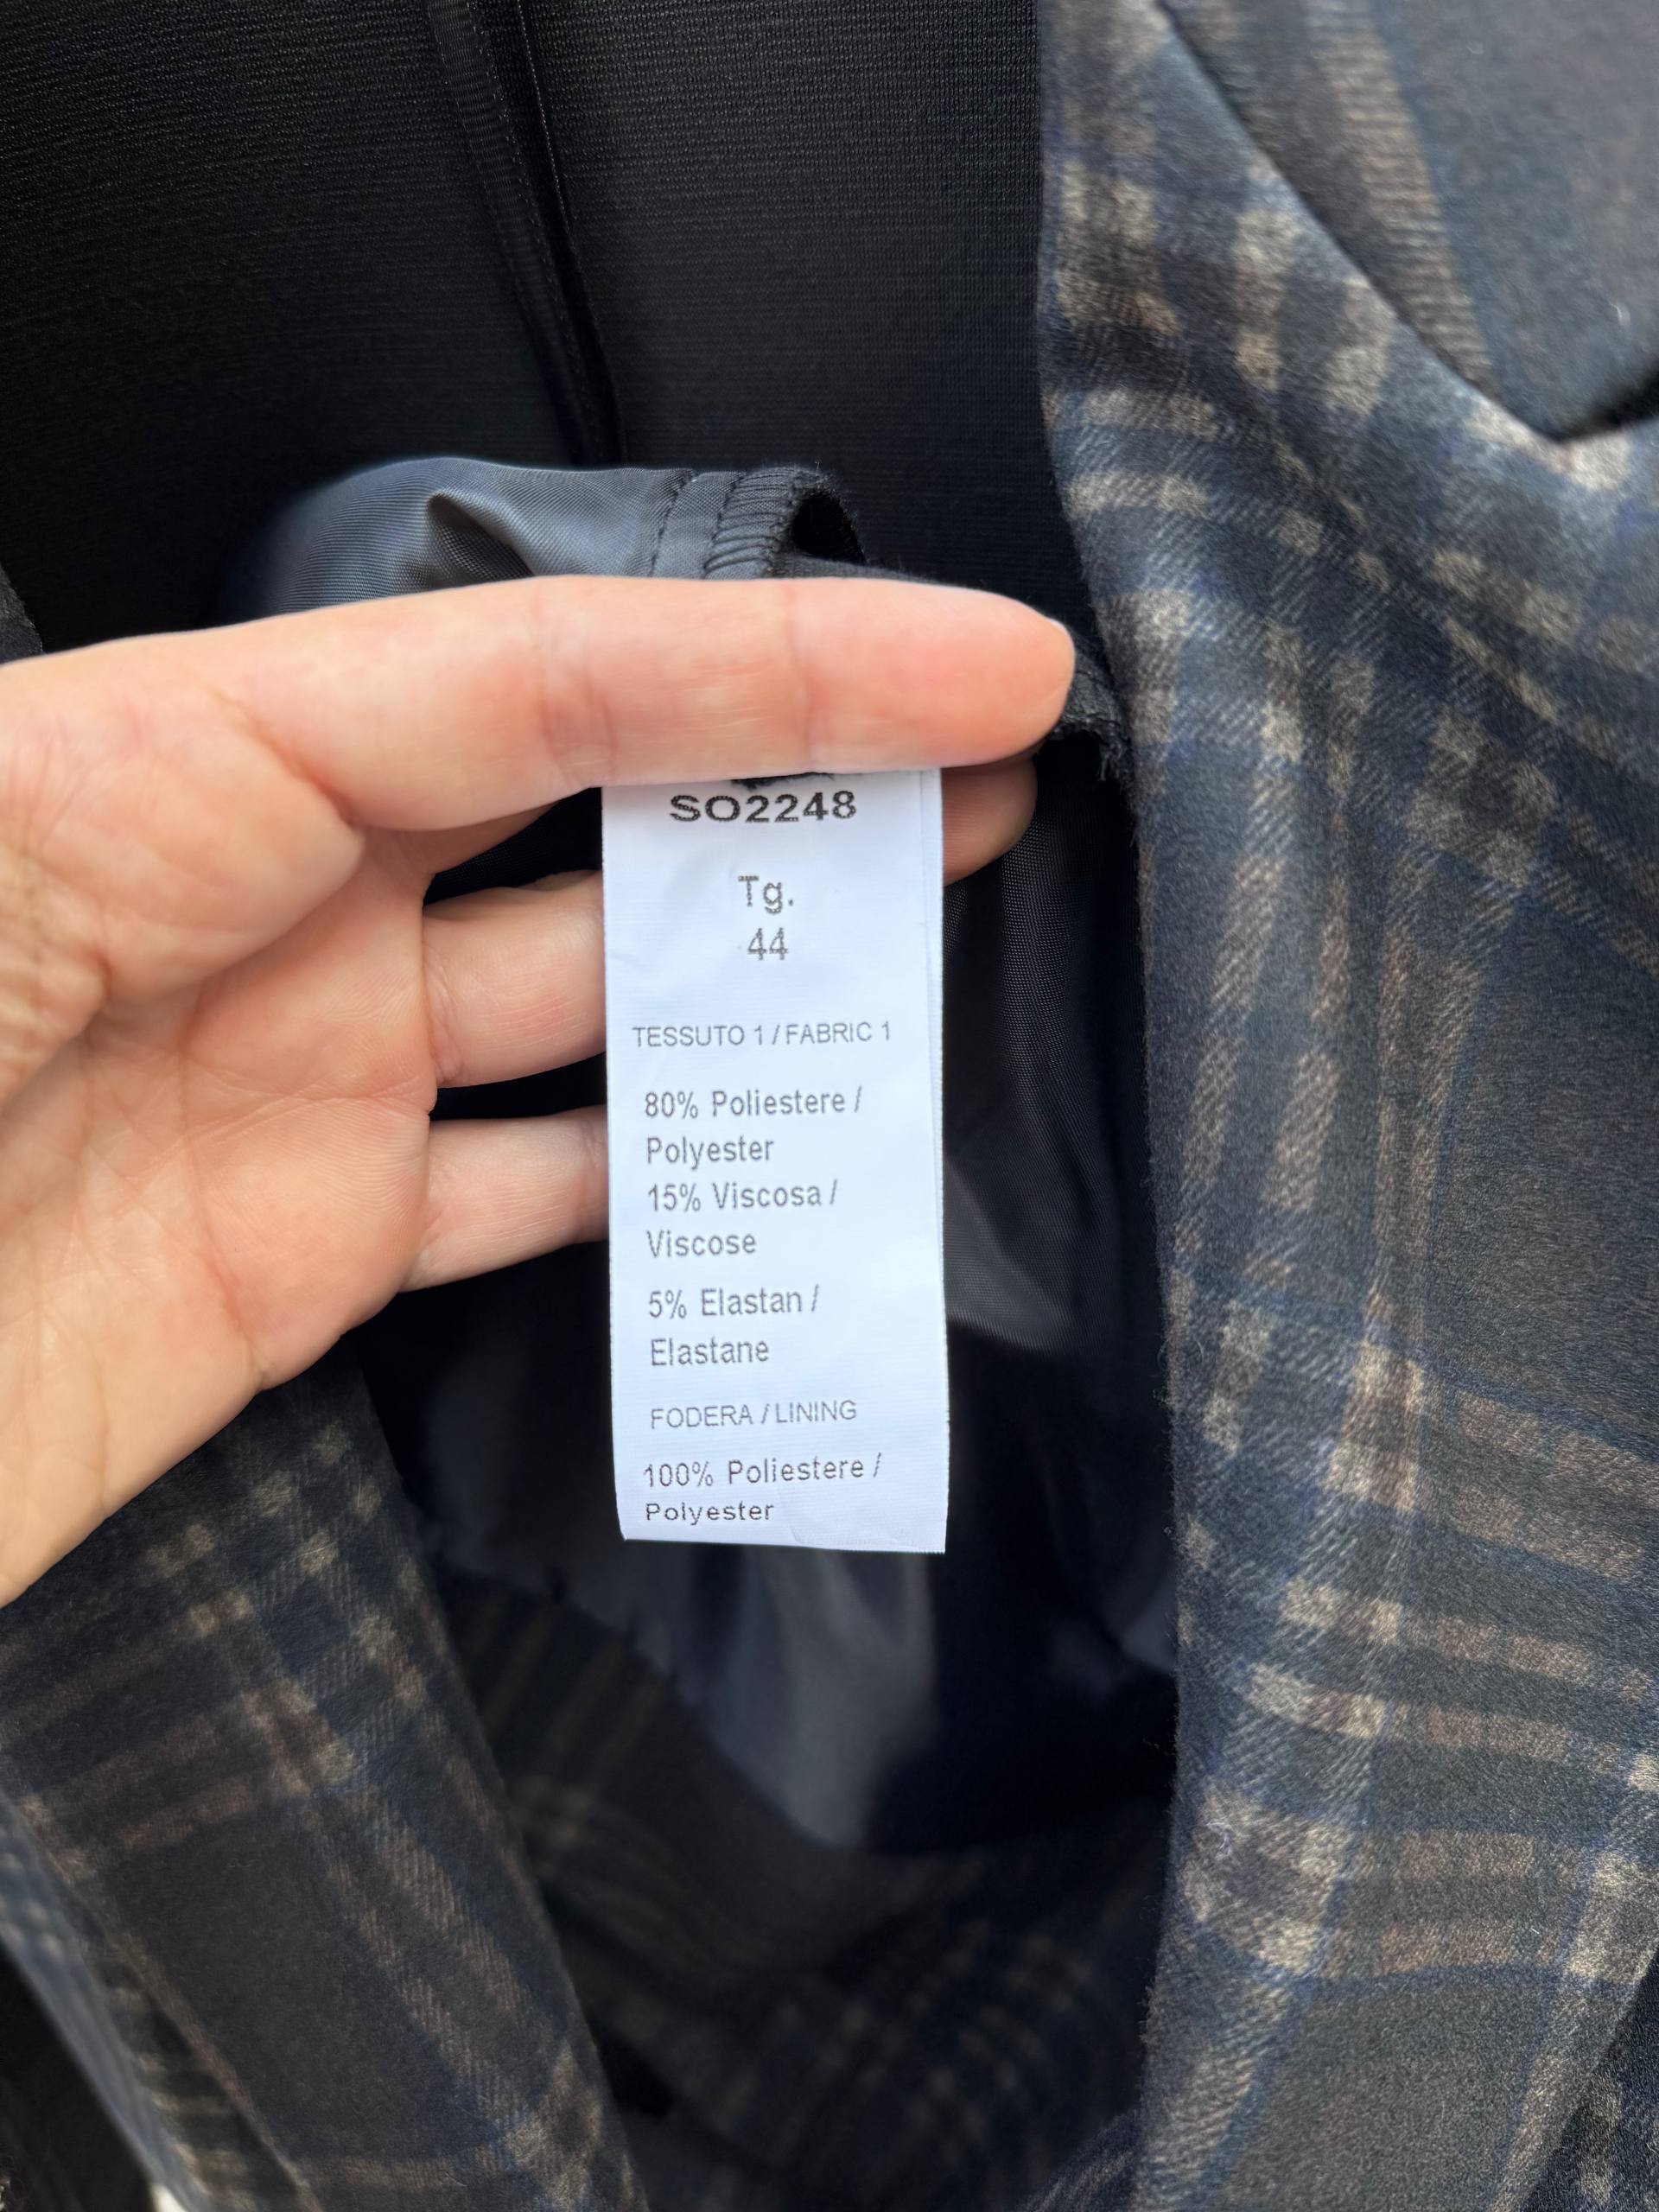 SO2248
Tg.
44
TESSUTO 1 / FABRIC 1
80% Poliestere /
Polyester
15% Viscosa /
Viscose
5% Elastan /
Elastane
FODERA / LINING
100% Poliestere /
Polyester